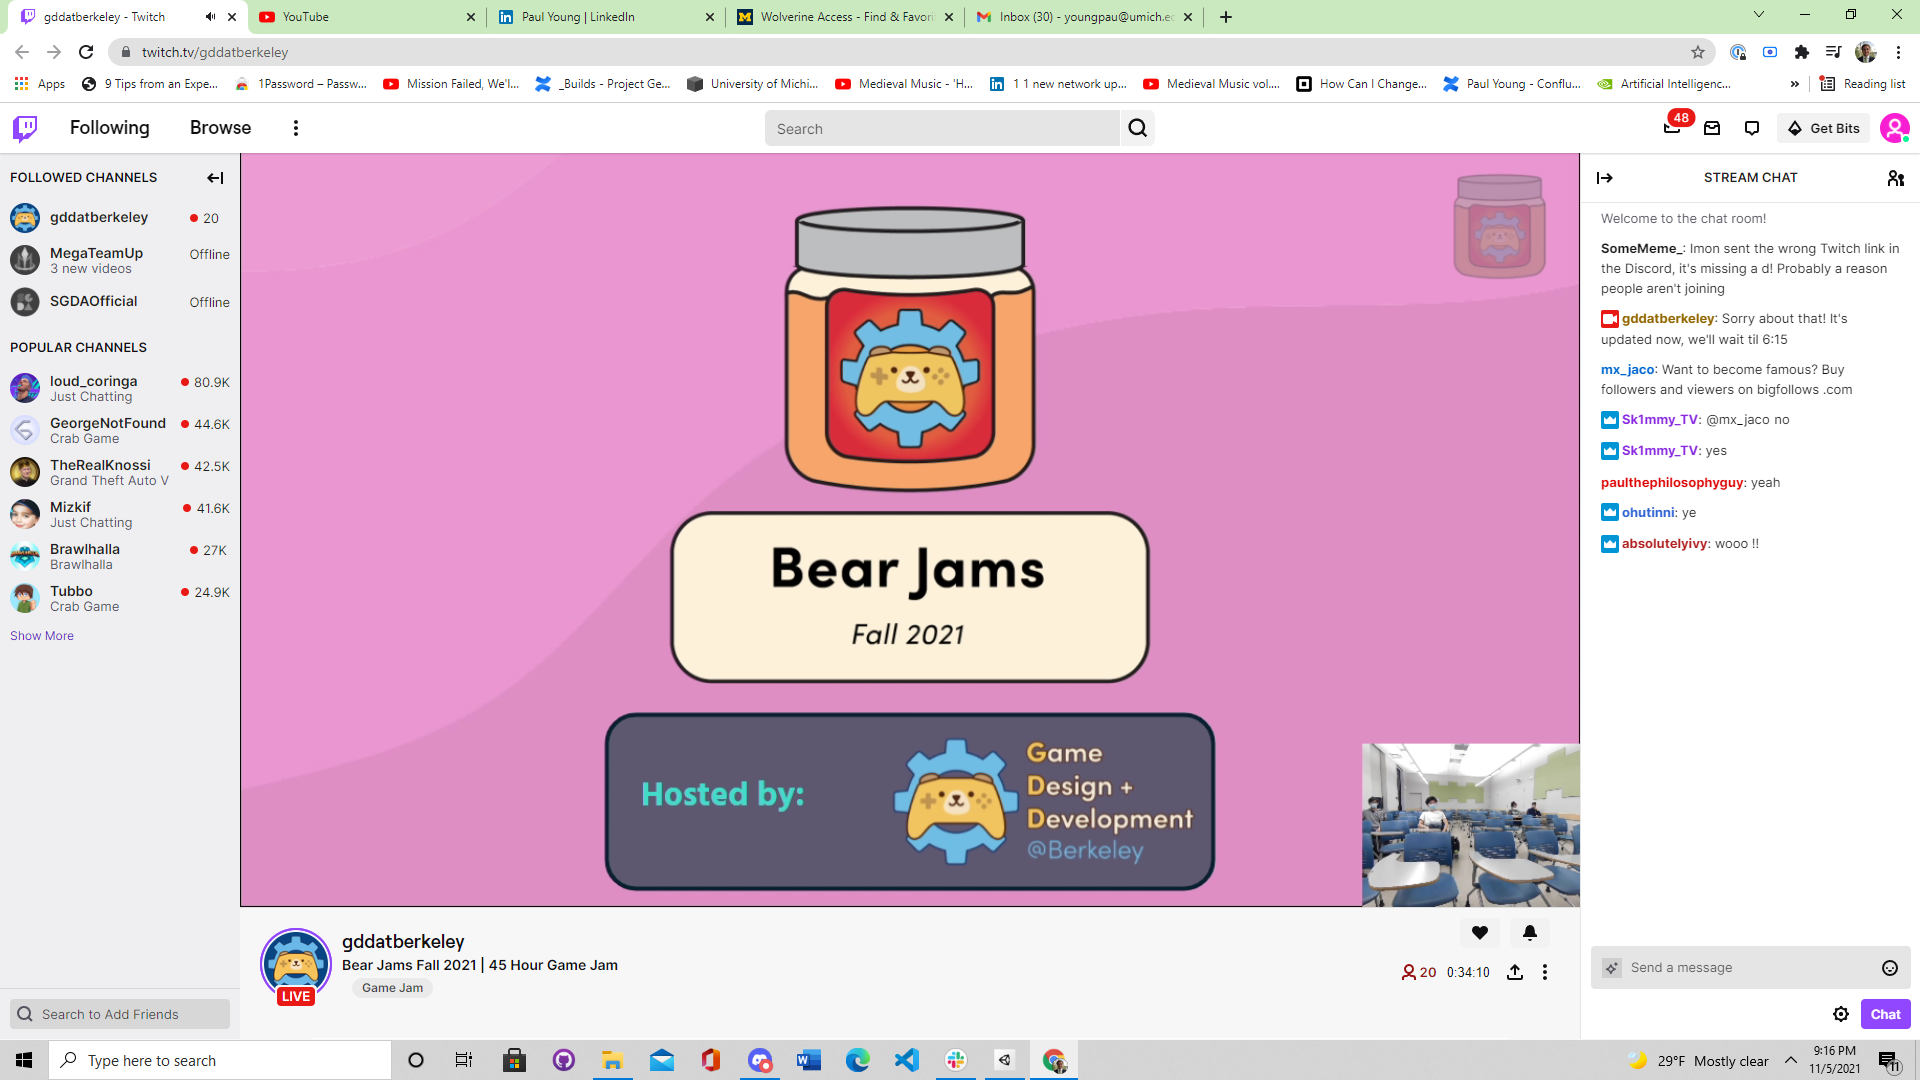 gddatberkeley - Twitch
YouTube
Paul Young | LinkedIn
Wolverine Access - Find & Favori
Inbox (30) - youngpau@umich.ed
twitch.tv/gddatberkeley
Apps
9 Tips from an Expe...
1Password – Passw...
Mission Failed, We'l...
_Builds - Project Ge...
University of Michi...
Medieval Music - 'H...
1 1 new network up...
Medieval Music vol....
How Can I Change...
Paul Young - Conflu...
Artificial Intelligenc...
»
Reading list
Following
Browse
Search
48
Get Bits
FOLLOWED CHANNELS
gddatberkeley
20
MegaTeamUp
Offline
3 new videos
SGDAOfficial
Offline
POPULAR CHANNELS
loud_coringa
80.9K
Just Chatting
GeorgeNotFound
44.6K
Crab Game
TheRealKnossi
42.5K
Grand Theft Auto V
Mizkif
41.6K
Just Chatting
Brawlhalla
27K
Brawlhalla
Tubbo
24.9K
Crab Game
Show More
Search to Add Friends
Bear Jams
Fall 2021
Hosted by:
Game
Design +
Development
@Berkeley
LIVE
gddatberkeley
Bear Jams Fall 2021 | 45 Hour Game Jam
Game Jam
20
0:34:10
STREAM CHAT
Welcome to the chat room!
SomeMeme_: Imon sent the wrong Twitch link in
the Discord, it's missing a d! Probably a reason
people aren't joining
gddatberkeley: Sorry about that! It's
updated now, we'll wait til 6:15
mx_jaco: Want to become famous? Buy
followers and viewers on bigfollows .com
Sk1mmy_TV: @mx_jaco no
Sk1mmy_TV: yes
paulthephilosophyguy: yeah
ohutinni: ye
absolutelyivy: wooo !!
Send a message
Chat
Type here to search
29°F Mostly clear
9:16 PM
11/5/2021
11